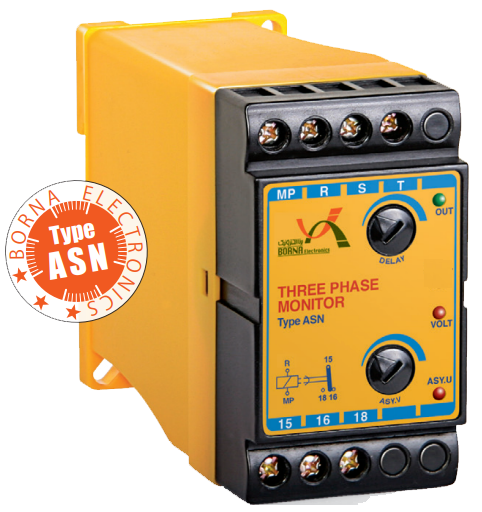 BORNA ELECTRONICS
Type
ASN
MP R S T
OUT
DELAY
BORNA Electronics
THREE PHASE
MONITOR
Type ASN
VOLT
R
15
ASY.U
MP
18 16
ASY.V
15 16 18